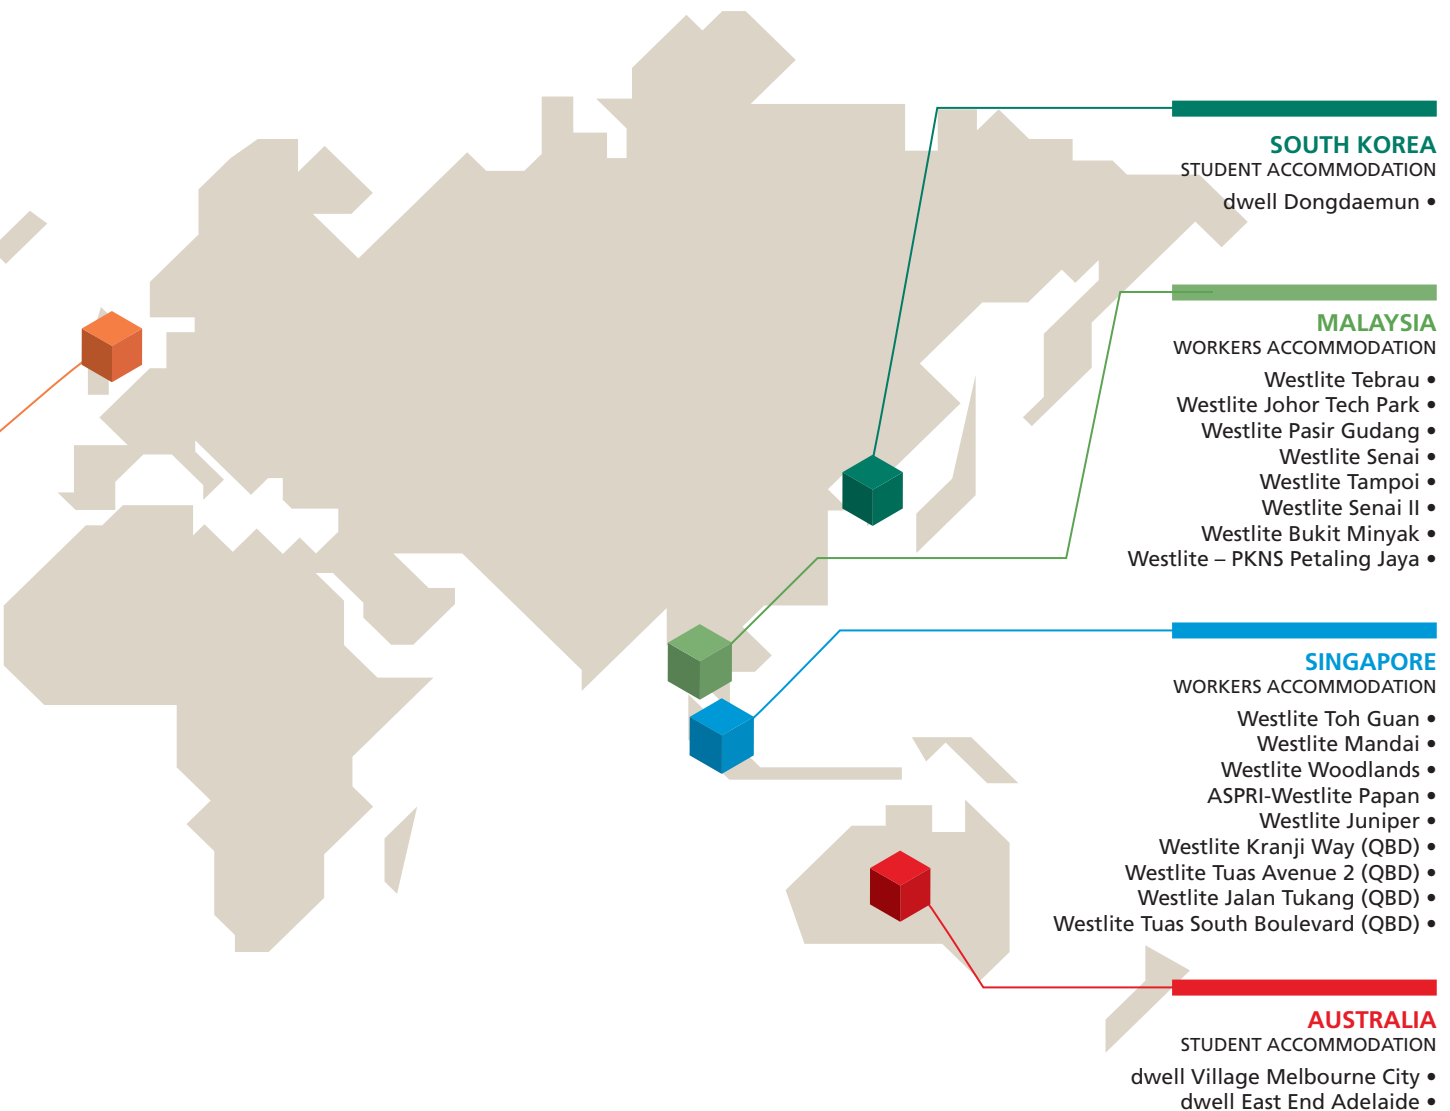 SOUTH KOREA
STUDENT ACCOMMODATION
dwell Dongdaemun •
MALAYSIA
WORKERS ACCOMMODATION
Westlite Tebrau •
Westlite Johor Tech Park •
Westlite Pasir Gudang •
Westlite Senai •
Westlite Tampoi •
Westlite Senai II •
Westlite Bukit Minyak •
Westlite – PKNS Petaling Jaya •
SINGAPORE
WORKERS ACCOMMODATION
Westlite Toh Guan •
Westlite Mandai •
Westlite Woodlands •
ASPRI-Westlite Papan •
Westlite Juniper •
Westlite Kranji Way (QBD) •
Westlite Tuas Avenue 2 (QBD) •
Westlite Jalan Tukang (QBD) •
Westlite Tuas South Boulevard (QBD) •
AUSTRALIA
STUDENT ACCOMMODATION
dwell Village Melbourne City •
dwell East End Adelaide •